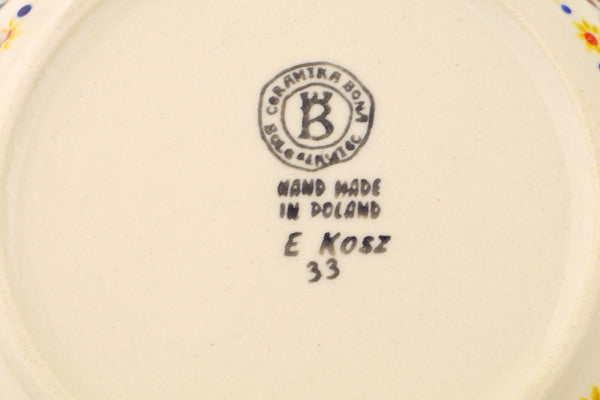 CERAMIKA BONA
BOLESŁAWIEC
B
HAND MADE
IN POLAND
E KOSZ
33